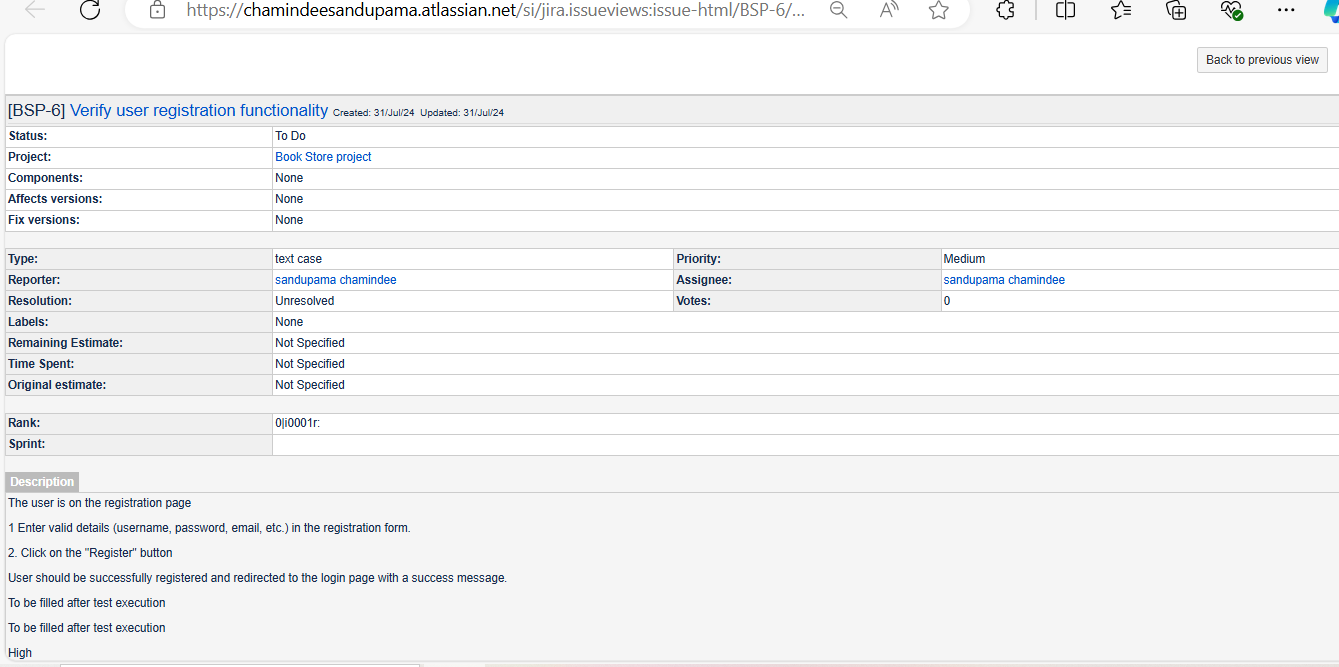 https://chamindeesandupama.atlassian.net/si/jira.issueviews:issue-html/BSP-6/...
Back to previous view
[BSP-6] Verify user registration functionality Created: 31/Jul/24 Updated: 31/Jul/24
Status: To Do
Project: Book Store project
Components: None
Affects versions: None
Fix versions: None
Type: text case Priority: Medium
Reporter: sandupama chamindee Assignee: sandupama chamindee
Resolution: Unresolved Votes: 0
Labels: None
Remaining Estimate: Not Specified
Time Spent: Not Specified
Original estimate: Not Specified
Rank: 0|i0001r:
Sprint:
Description
The user is on the registration page
1 Enter valid details (username, password, email, etc.) in the registration form.
2. Click on the "Register" button
User should be successfully registered and redirected to the login page with a success message.
To be filled after test execution
To be filled after test execution
High